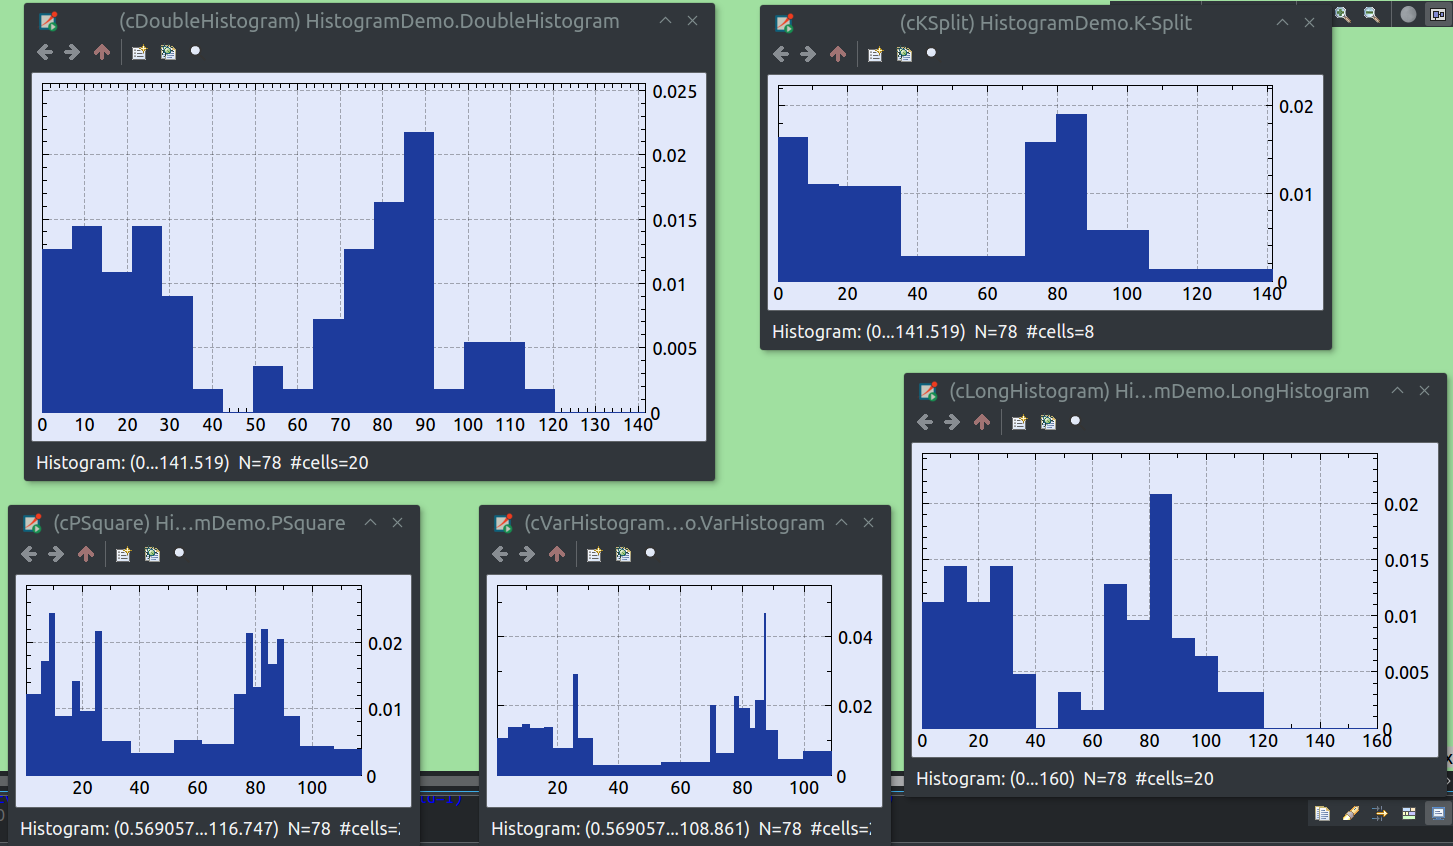 (cDoubleHistogram) HistogramDemo.DoubleHistogram
0.025
0.02
0.015
0.01
0.005
0
0 10 20 30 40 50 60 70 80 90 100 110 120 130 140
Histogram: (0...141.519) N=78 #cells=20
(cKSplit) HistogramDemo.K-Split
0.02
0.01
0
0 20 40 60 80 100 120 140
Histogram: (0...141.519) N=78 #cells=8
(cLongHistogram) Hi...mDemo.LongHistogram
0.02
0.015
0.01
0.005
0
0 20 40 60 80 100 120 140 160
Histogram: (0...160) N=78 #cells=20
(cPSquare) Hi...mDemo.PSquare
0.02
0.01
0
20 40 60 80 100
Histogram: (0.569057...116.747) N=78 #cells=
(cVarHistogram...o.VarHistogram
0.04
0.02
0
20 40 60 80 100
Histogram: (0.569057...108.861) N=78 #cells=